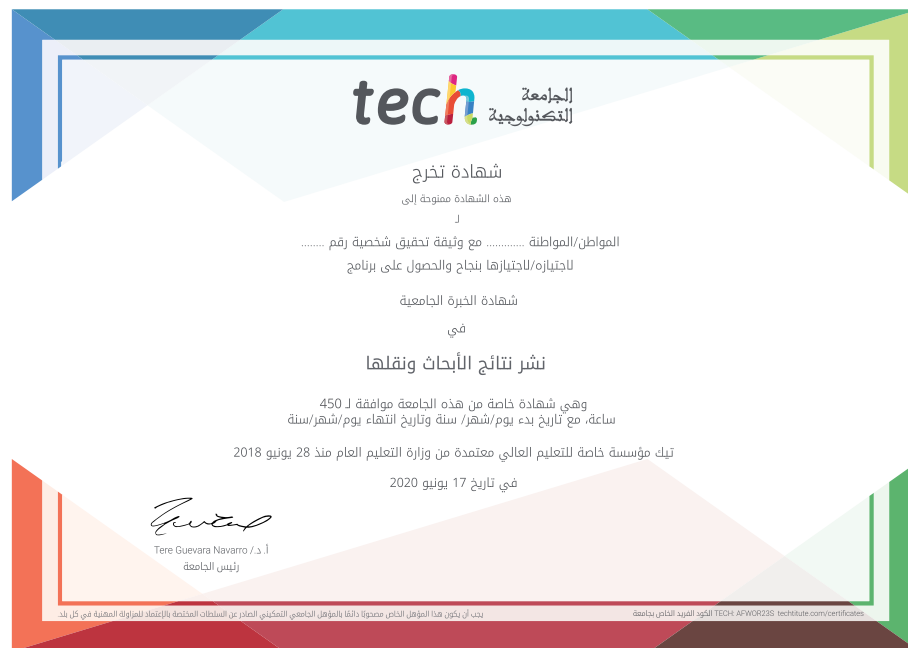 tech الجامعة
التكنولوجية
شهادة تخرج
هذه الشهادة ممنوحة إلى
لـ
المواطن/المواطنة ............. مع وثيقة تحقيق شخصية رقم ........
لاجتيازه/لاجتيازها بنجاح والحصول على برنامج
شهادة الخبرة الجامعية
في
نشر نتائج الأبحاث ونقلها
وهي شهادة خاصة من هذه الجامعة موافقة لـ 450
ساعة، مع تاريخ بدء يوم/شهر/ سنة وتاريخ انتهاء يوم/شهر/سنة
تيك مؤسسة خاصة للتعليم العالي معتمدة من وزارة التعليم العام منذ 28 يونيو 2018
في تاريخ 17 يونيو 2020
أ. د./ Tere Guevara Navarro
رئيس الجامعة
يجب أن يكون هذا المؤهل الخاص مصحوبًا دائمًا بالمؤهل الجامعي التمكيني الصادر عن السلطات المختصة بالإعتماد للمزاولة المهنية في كل بلد.
الكود الفريد الخاص بجامعة TECH: AFWOR23S techtitute.com/certificates